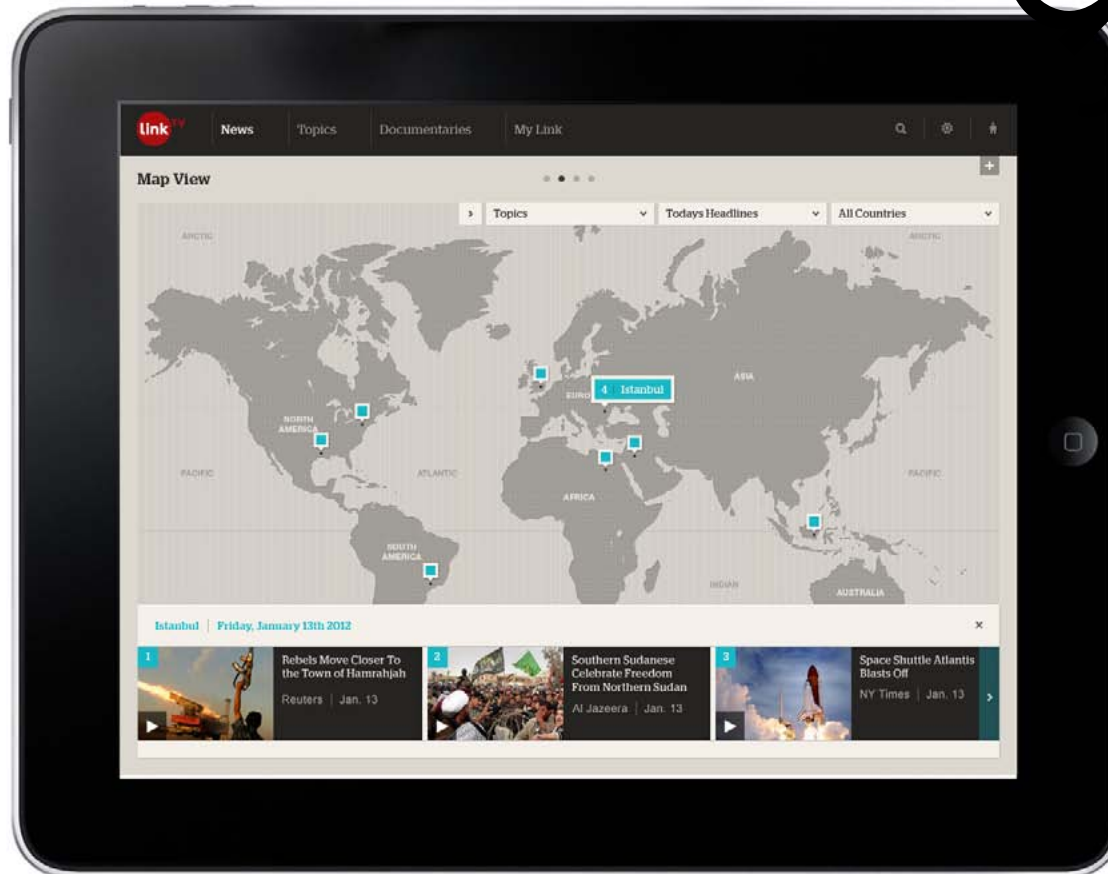 Link TV
News
Topics
Documentaries
My Link
Map View
Topics
Todays Headlines
All Countries
ARCTIC
ARCTIC
ASIA
EURO
4 Istanbul
NORTH
AMERICA
PACIFIC
ATLANTIC
PACIFIC
AFRICA
SOUTH
AMERICA
INDIAN
AUSTRALIA
Istanbul | Friday, January 13th 2012
1
Rebels Move Closer To
the Town of Hamrahjah
Reuters | Jan. 13
2
Southern Sudanese
Celebrate Freedom
From Northern Sudan
Al Jazeera | Jan. 13
3
Space Shuttle Atlantis
Blasts Off
NY Times | Jan. 13